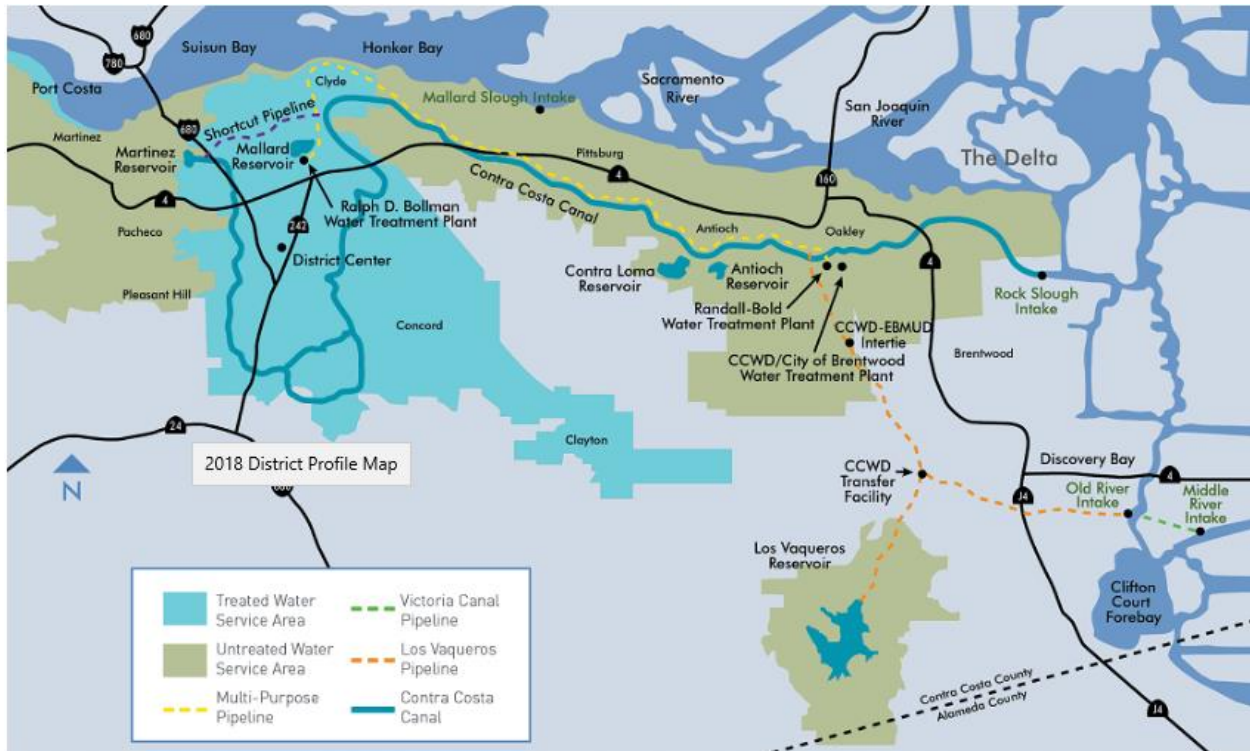 680
780
Suisun Bay
Honker Bay
Port Costa
Clyde
Mallard Slough Intake
Sacramento
River
San Joaquin
River
The Delta
Shortcut Pipeline
680
Martinez
Martinez
Reservoir
Mallard
Reservoir
4
Pittsburg
4
160
Ralph D. Bollman
Water Treatment Plant
Contra Costa Canal
Pacheco
242
District Center
Antioch
Oakley
4
Contra Loma
Reservoir
Antioch
Reservoir
Rock Slough
Intake
Pleasant Hill
Concord
Randall-Bold
Water Treatment Plant
CCWD-EBMUD
Intertie
CCWD/City of Brentwood
Water Treatment Plant
Brentwood
24
Clayton
2018 District Profile Map
N
CCWD
Transfer
Facility
Discovery Bay
4
J4
Old River
Intake
Middle
River
Intake
Los Vaqueros
Reservoir
Clifton
Court
Forebay
Contra Costa County
Alameda County
J4
Treated Water
Service Area
Untreated Water
Service Area
Multi-Purpose
Pipeline
Victoria Canal
Pipeline
Los Vaqueros
Pipeline
Contra Costa
Canal